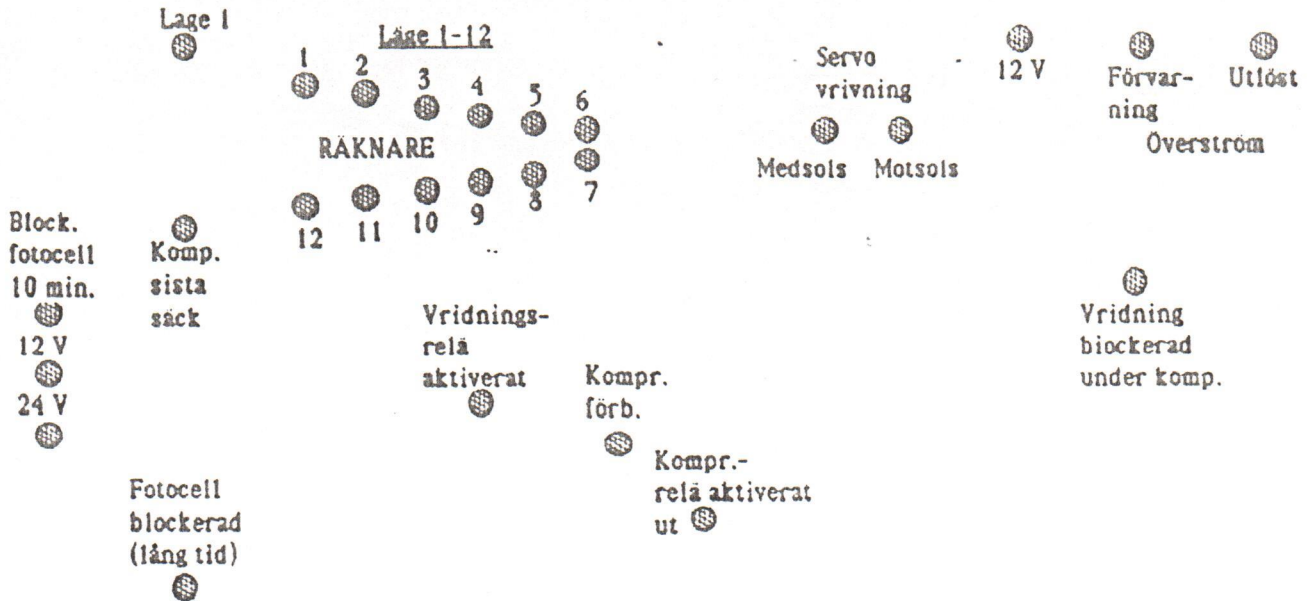 Lage 1
Läge 1-12
1
2
3
4
5
6
RÄKNARE
12
11
10
9
8
7
Servo
vrivning
Medsols
Motsols
12 V
Förvar-
ning
Utlöst
Överström
Block.
fotocell
10 min.
12 V
24 V
Komp.
sista
säck
Vridnings-
relä
aktiverat
Kompr.
förb.
Kompr.-
relä aktiverat
ut
Vridning
blockerad
under komp.
Fotocell
blockerad
(lång tid)